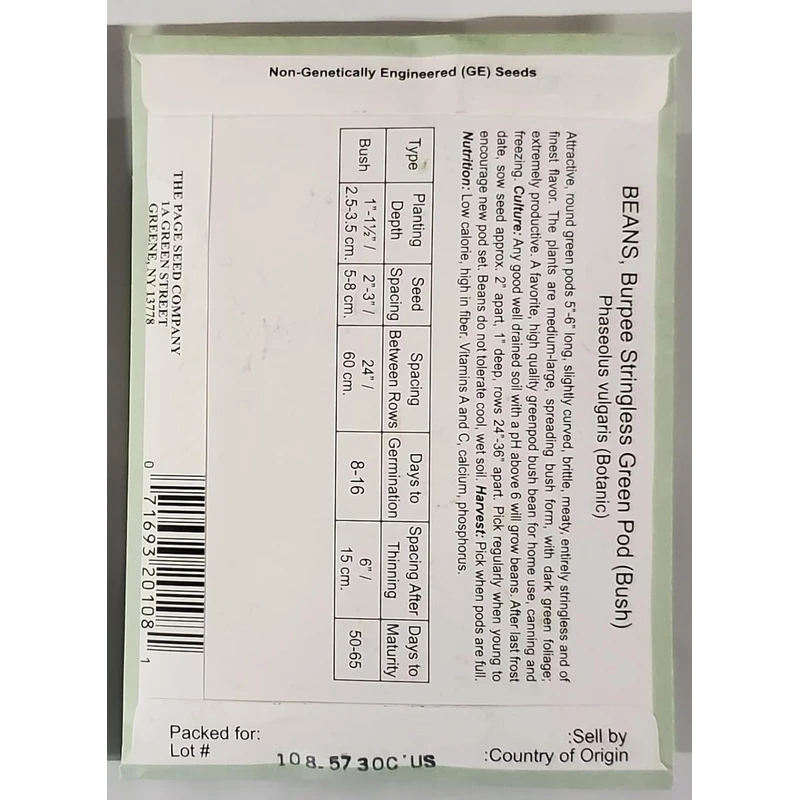 Non-Genetically Engineered (GE) Seeds
BEANS, Burpee Stringless Green Pod (Bush)
Phaseolus vulgaris (Botanic)
Attractive, round green pods 5"-6" long, slightly curved, brittle, meaty, entirely stringless and of
finest flavor. The plants are medium-large, spreading bush form, with dark green foliage;
extremely productive. A favorite, high quality greenpod bush bean for home use, canning and
freezing. Culture: Any good well drained soil with a pH above 6 will grow beans. After last frost
date, sow seed approx. 2" apart, 1" deep, rows 24"-36" apart. Pick regularly when young to
encourage new pod set. Beans do not tolerate cool, wet soil. Harvest: Pick when pods are full.
Nutrition: Low calorie, high in fiber. Vitamins A and C, calcium, phosphorus.
Type Planting Seed Spacing Days to Spacing After Days to
Depth Spacing Between Rows Germination Thinning Maturity
Bush 1"-1½" / 2"-3" / 24" / 8-16 6" / 50-65
2.5-3.5 cm. 5-8 cm. 60 cm. 15 cm.
THE PAGE SEED COMPANY
1A GREEN STREET
GREENE, NY 13778
0 71693 20108 1
Packed for: :Sell by
Lot # :Country of Origin
108-5730C'US